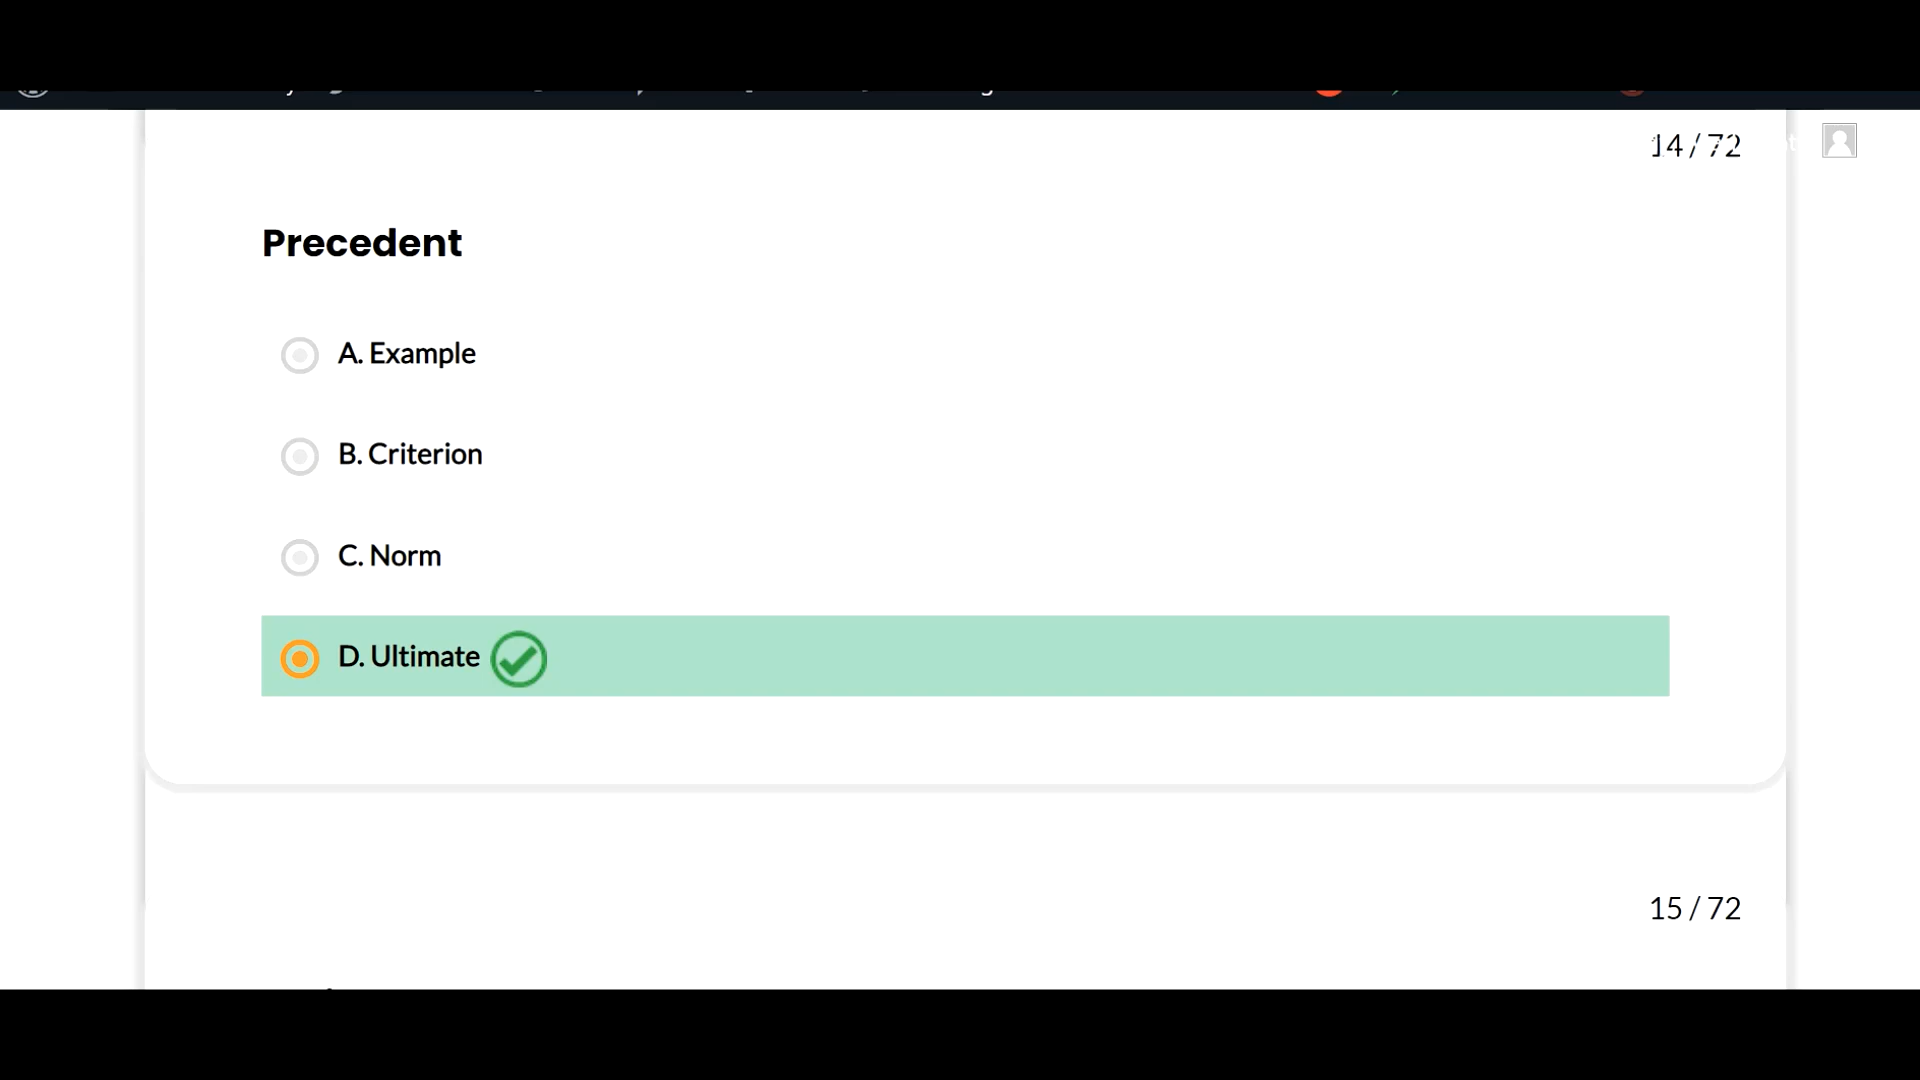 14 / 72
Precedent
A. Example
B. Criterion
C. Norm
D. Ultimate
15 / 72